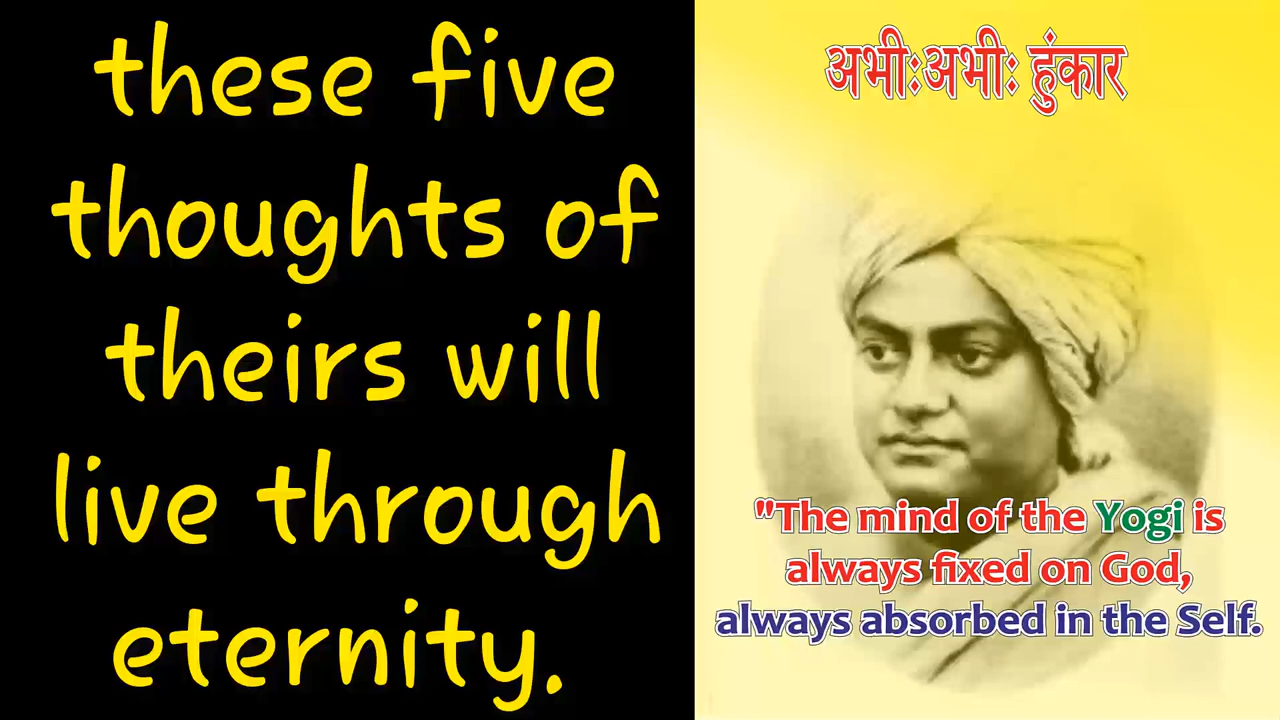 these five
thoughts of
theirs will
live through
eternity.
अभीःअभीः हुंकार
"The mind of the Yogi is
always fixed on God,
always absorbed in the Self.